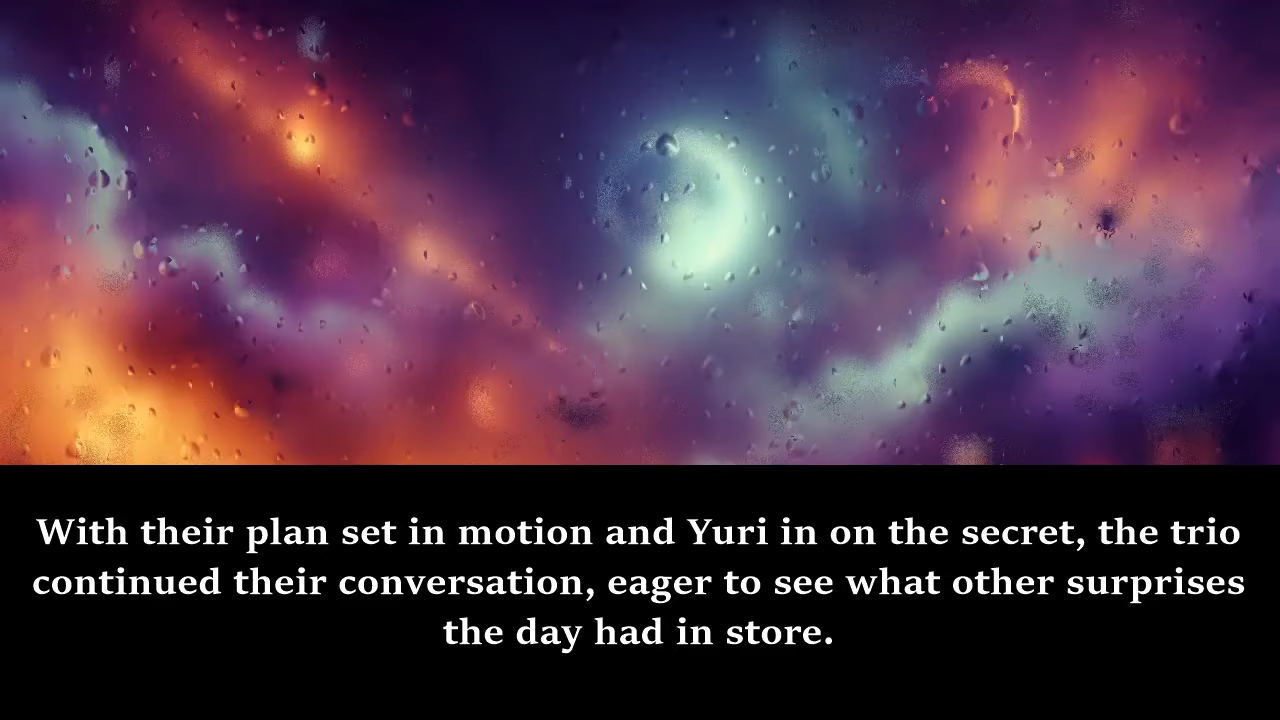 With their plan set in motion and Yuri in on the secret, the trio
continued their conversation, eager to see what other surprises
the day had in store.